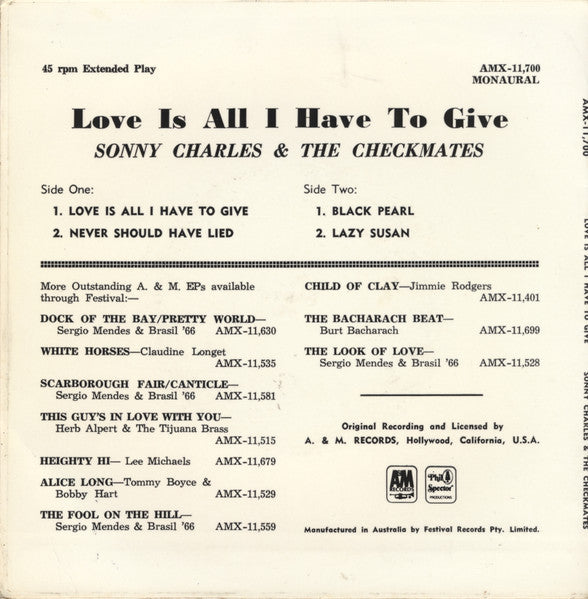 45 rpm Extended Play
AMX-11,700
MONAURAL
Love Is All I Have To Give
SONNY CHARLES & THE CHECKMATES
Side One:
1. LOVE IS ALL I HAVE TO GIVE
2. NEVER SHOULD HAVE LIED
Side Two:
1. BLACK PEARL
2. LAZY SUSAN
More Outstanding A. & M. EPs available
through Festival:—
DOCK OF THE BAY/PRETTY WORLD—
Sergio Mendes & Brasil '66 AMX-11,630
WHITE HORSES—Claudine Longet
AMX-11,535
SCARBOROUGH FAIR/CANTICLE—
Sergio Mendes & Brasil '66 AMX-11,581
THIS GUY'S IN LOVE WITH YOU—
Herb Alpert & The Tijuana Brass
AMX-11,515
HEIGHTY HI— Lee Michaels AMX-11,679
ALICE LONG—Tommy Boyce &
Bobby Hart AMX-11,529
THE FOOL ON THE HILL—
Sergio Mendes & Brasil '66 AMX-11,559
CHILD OF CLAY—Jimmie Rodgers
AMX-11,401
THE BACHARACH BEAT—
Burt Bacharach AMX-11,699
THE LOOK OF LOVE—
Sergio Mendes & Brasil '66 AMX-11,528
Original Recording and Licensed by
A. & M. RECORDS, Hollywood, California, U.S.A.
AM
RECORDS
Phil
Spector
PRODUCTIONS
Manufactured in Australia by Festival Records Pty. Limited.
AMX-11,700
LOVE IS ALL I HAVE TO GIVE
SONNY CHARLES & THE CHECKMATES